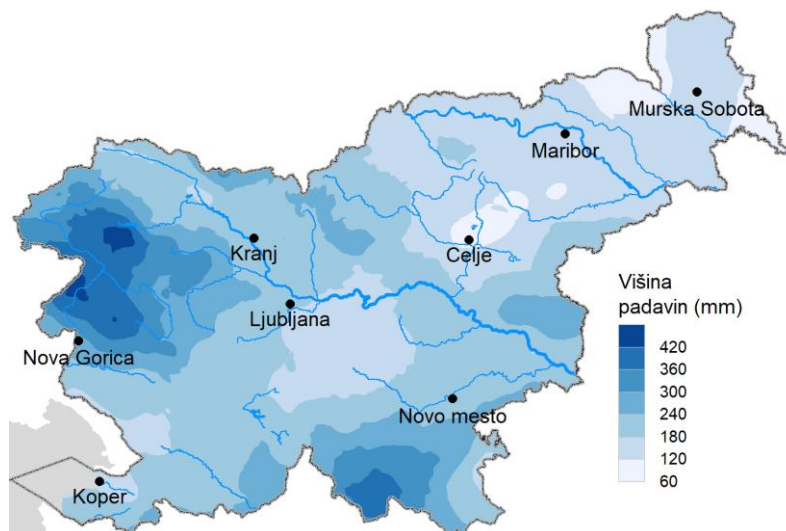 Murska Sobota
Maribor
Kranj
Celje
Ljubljana
Nova Gorica
Novo mesto
Koper
Višina
padavin (mm)
420
360
300
240
180
120
60